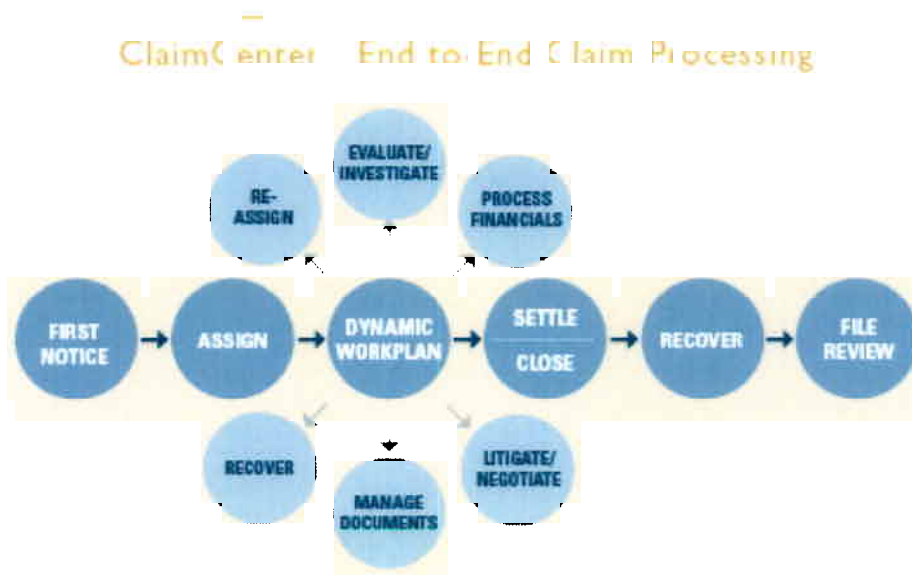 ClaimCenter End to End Claim Processing
EVALUATE/
INVESTIGATE
RE-
ASSIGN
PROCESS
FINANCIALS
FIRST
NOTICE
ASSIGN
DYNAMIC
WORKPLAN
SETTLE
CLOSE
RECOVER
FILE
REVIEW
RECOVER
MANAGE
DOCUMENTS
LITIGATE/
NEGOTIATE